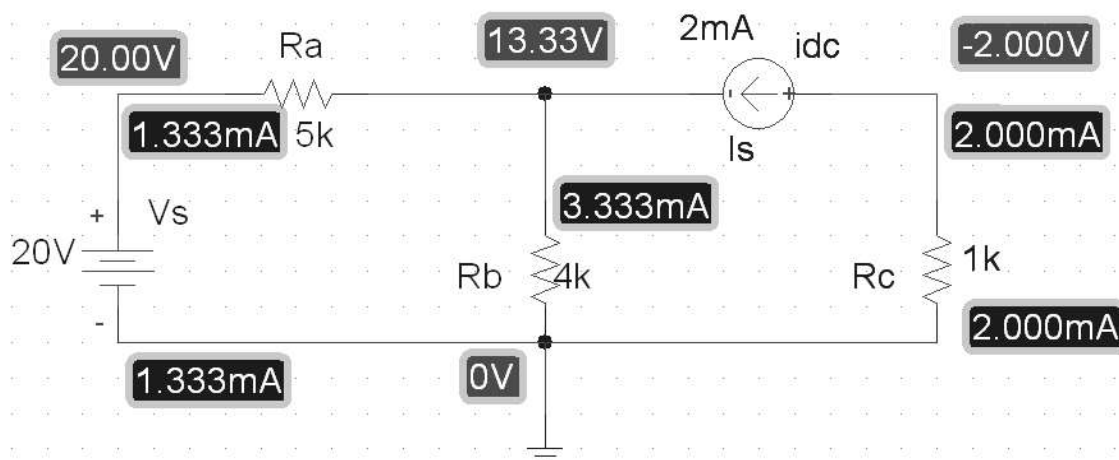 20.00V
Ra
13.33V
2mA
idc
-2.000V
1.333mA
5k
- +
Is
2.000mA
3.333mA
+
Vs
20V
Rb
4k
Rc
1k
-
1.333mA
0V
2.000mA